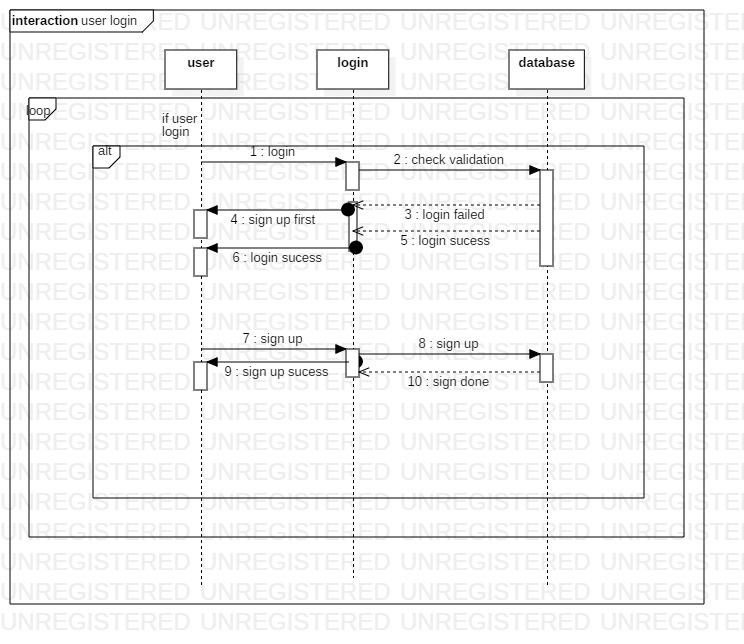 interaction user login
user
login
database
loop
if user
login
alt
1 : login
2 : check validation
3 : login failed
4 : sign up first
5 : login sucess
6 : login sucess
7 : sign up
8 : sign up
9 : sign up sucess
10 : sign done
UNREGISTERED